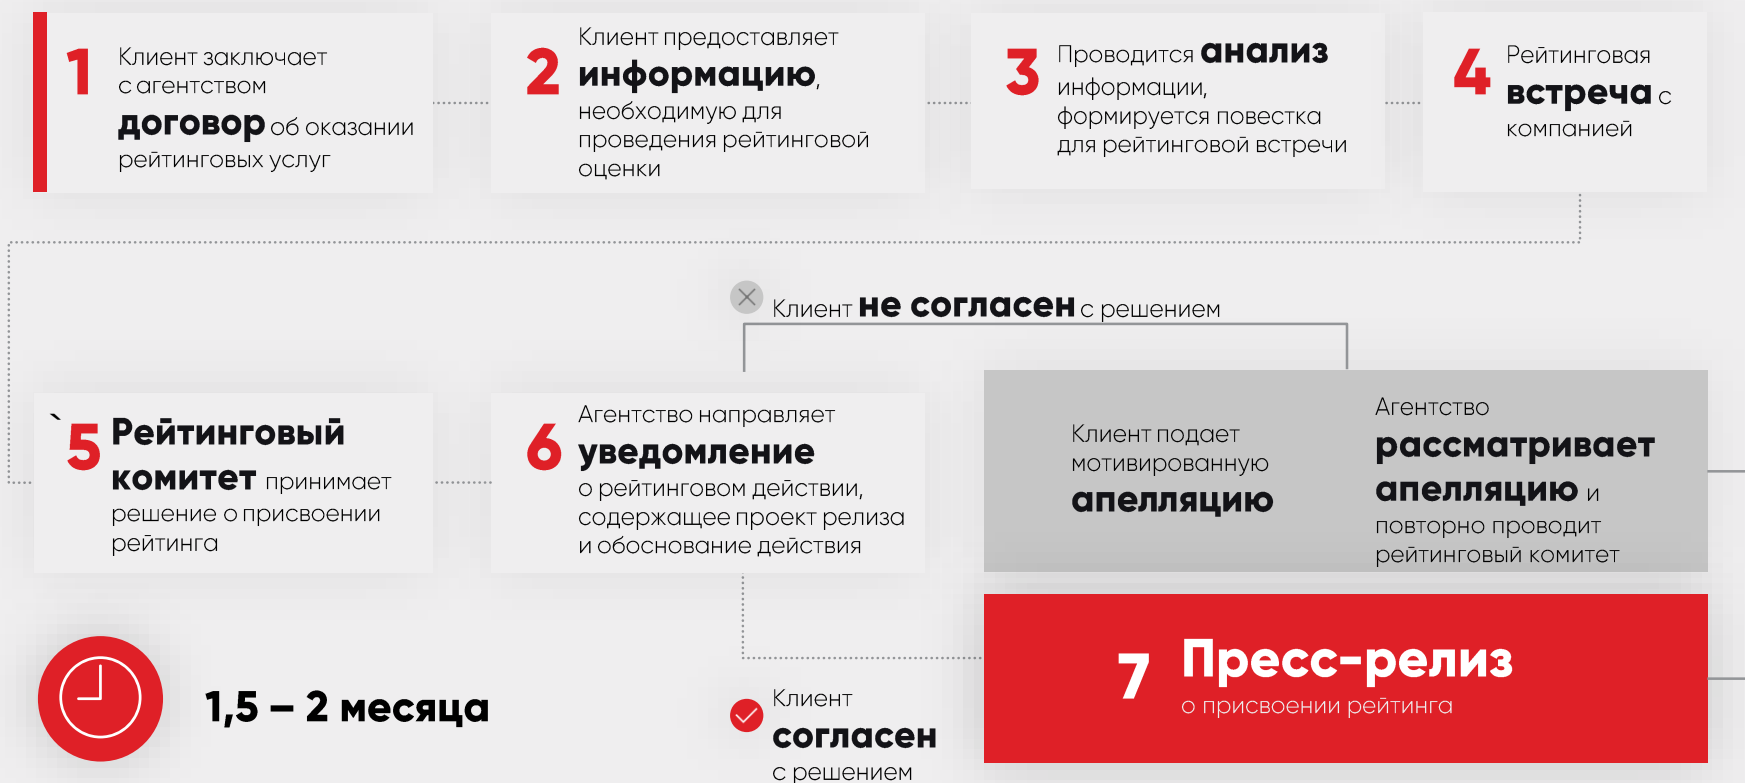 1
Клиент заключает
с агентством
договор об оказании
рейтинговых услуг
2
Клиент предоставляет
информацию,
необходимую для
проведения рейтинговой
оценки
3
Проводится анализ
информации,
формируется повестка
для рейтинговой встречи
4
Рейтинговая
встреча с
компанией
Клиент не согласен с решением
`5
Рейтинговый
комитет принимает
решение о присвоении
рейтинга
6
Агентство направляет
уведомление
о рейтинговом действии,
содержащее проект релиза
и обоснование действия
Клиент подает
мотивированную
апелляцию
Агентство
рассматривает
апелляцию и
повторно проводит
рейтинговый комитет
1,5 – 2 месяца
Клиент
согласен
с решением
7
Пресс-релиз
о присвоении рейтинга